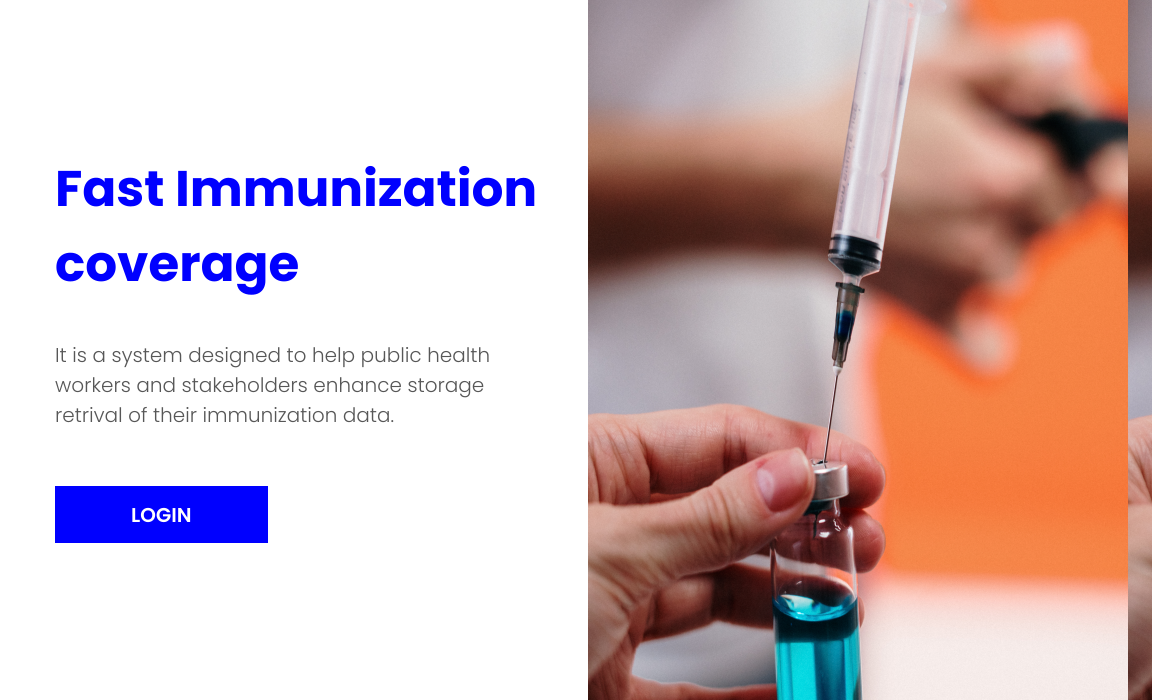 Fast Immunization
coverage
It is a system designed to help public health
workers and stakeholders enhance storage
retrival of their immunization data.
LOGIN